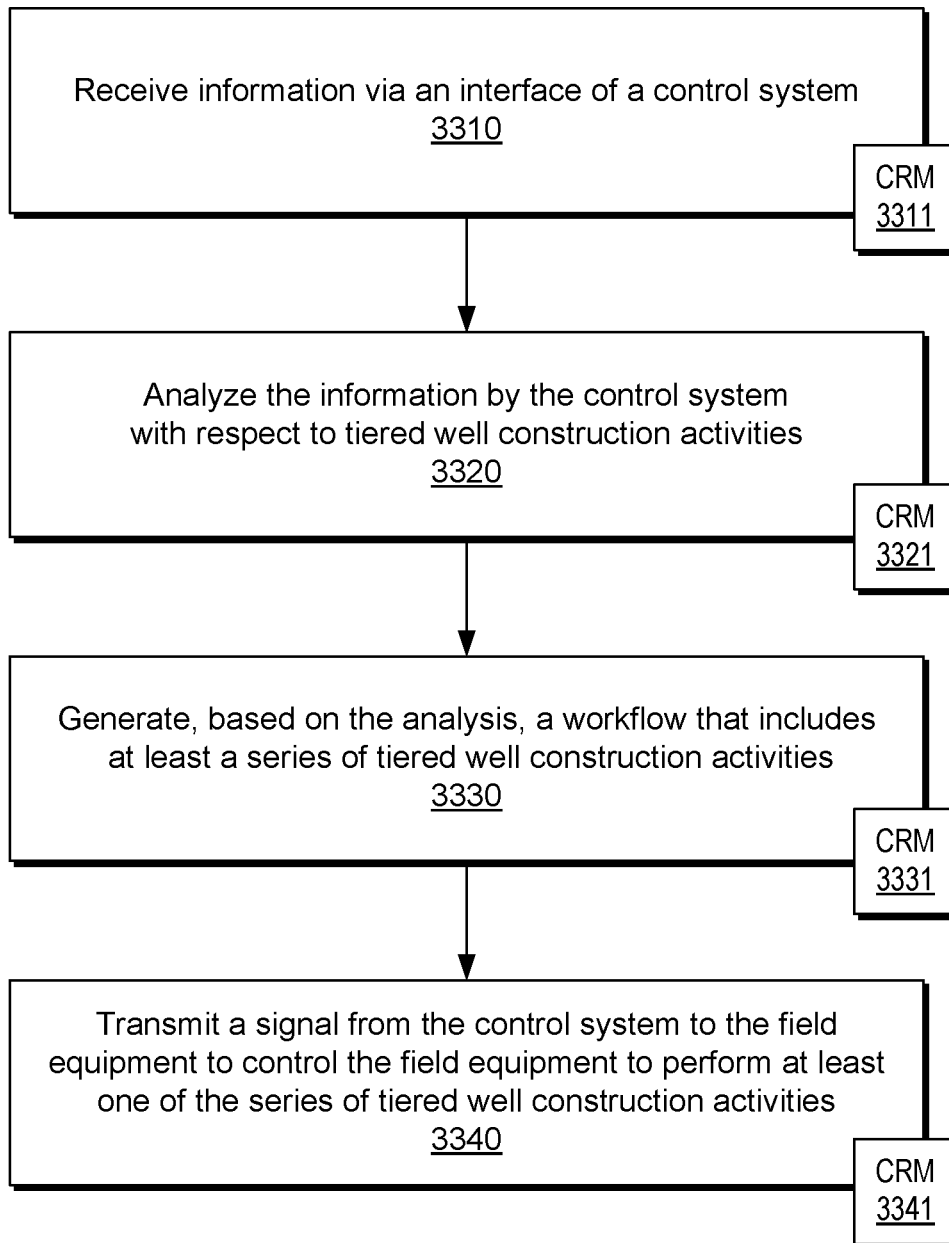 Receive information via an interface of a control system
3310
CRM
3311
Analyze the information by the control system
with respect to tiered well construction activities
3320
CRM
3321
Generate, based on the analysis, a workflow that includes
at least a series of tiered well construction activities
3330
CRM
3331
Transmit a signal from the control system to the field
equipment to control the field equipment to perform at least
one of the series of tiered well construction activities
3340
CRM
3341